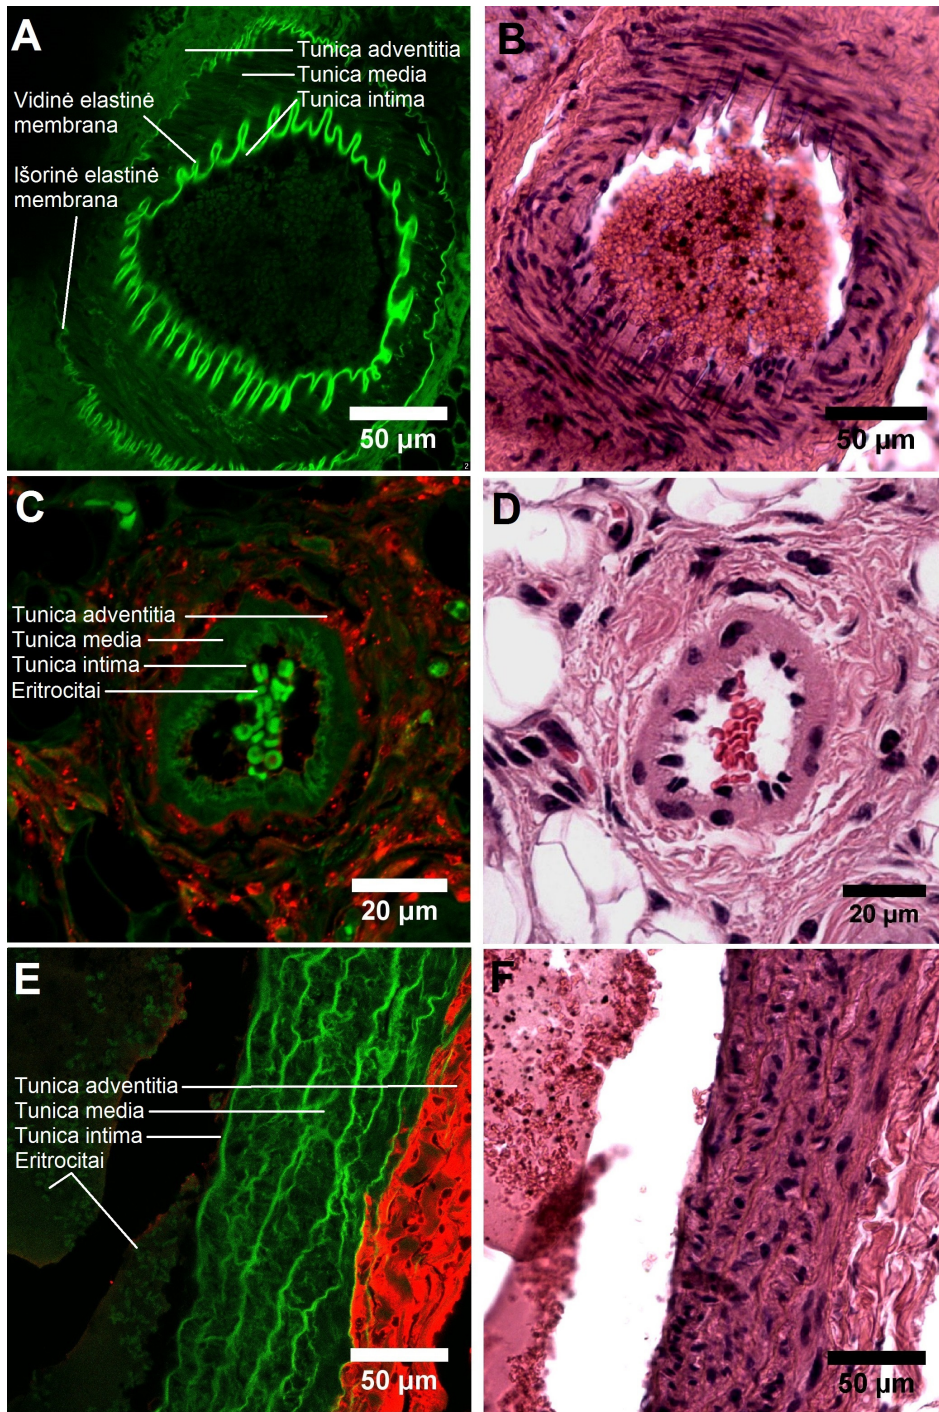 A
Tunica adventitia
Tunica media
Tunica intima
Vidinė elastinė
membrana
Išorinė elastinė
membrana
50 µm
2
B
50 µm
C
Tunica adventitia
Tunica media
Tunica intima
Eritrocitai
20 µm
D
20 µm
E
Tunica adventitia
Tunica media
Tunica intima
Eritrocitai
50 µm
F
50 µm